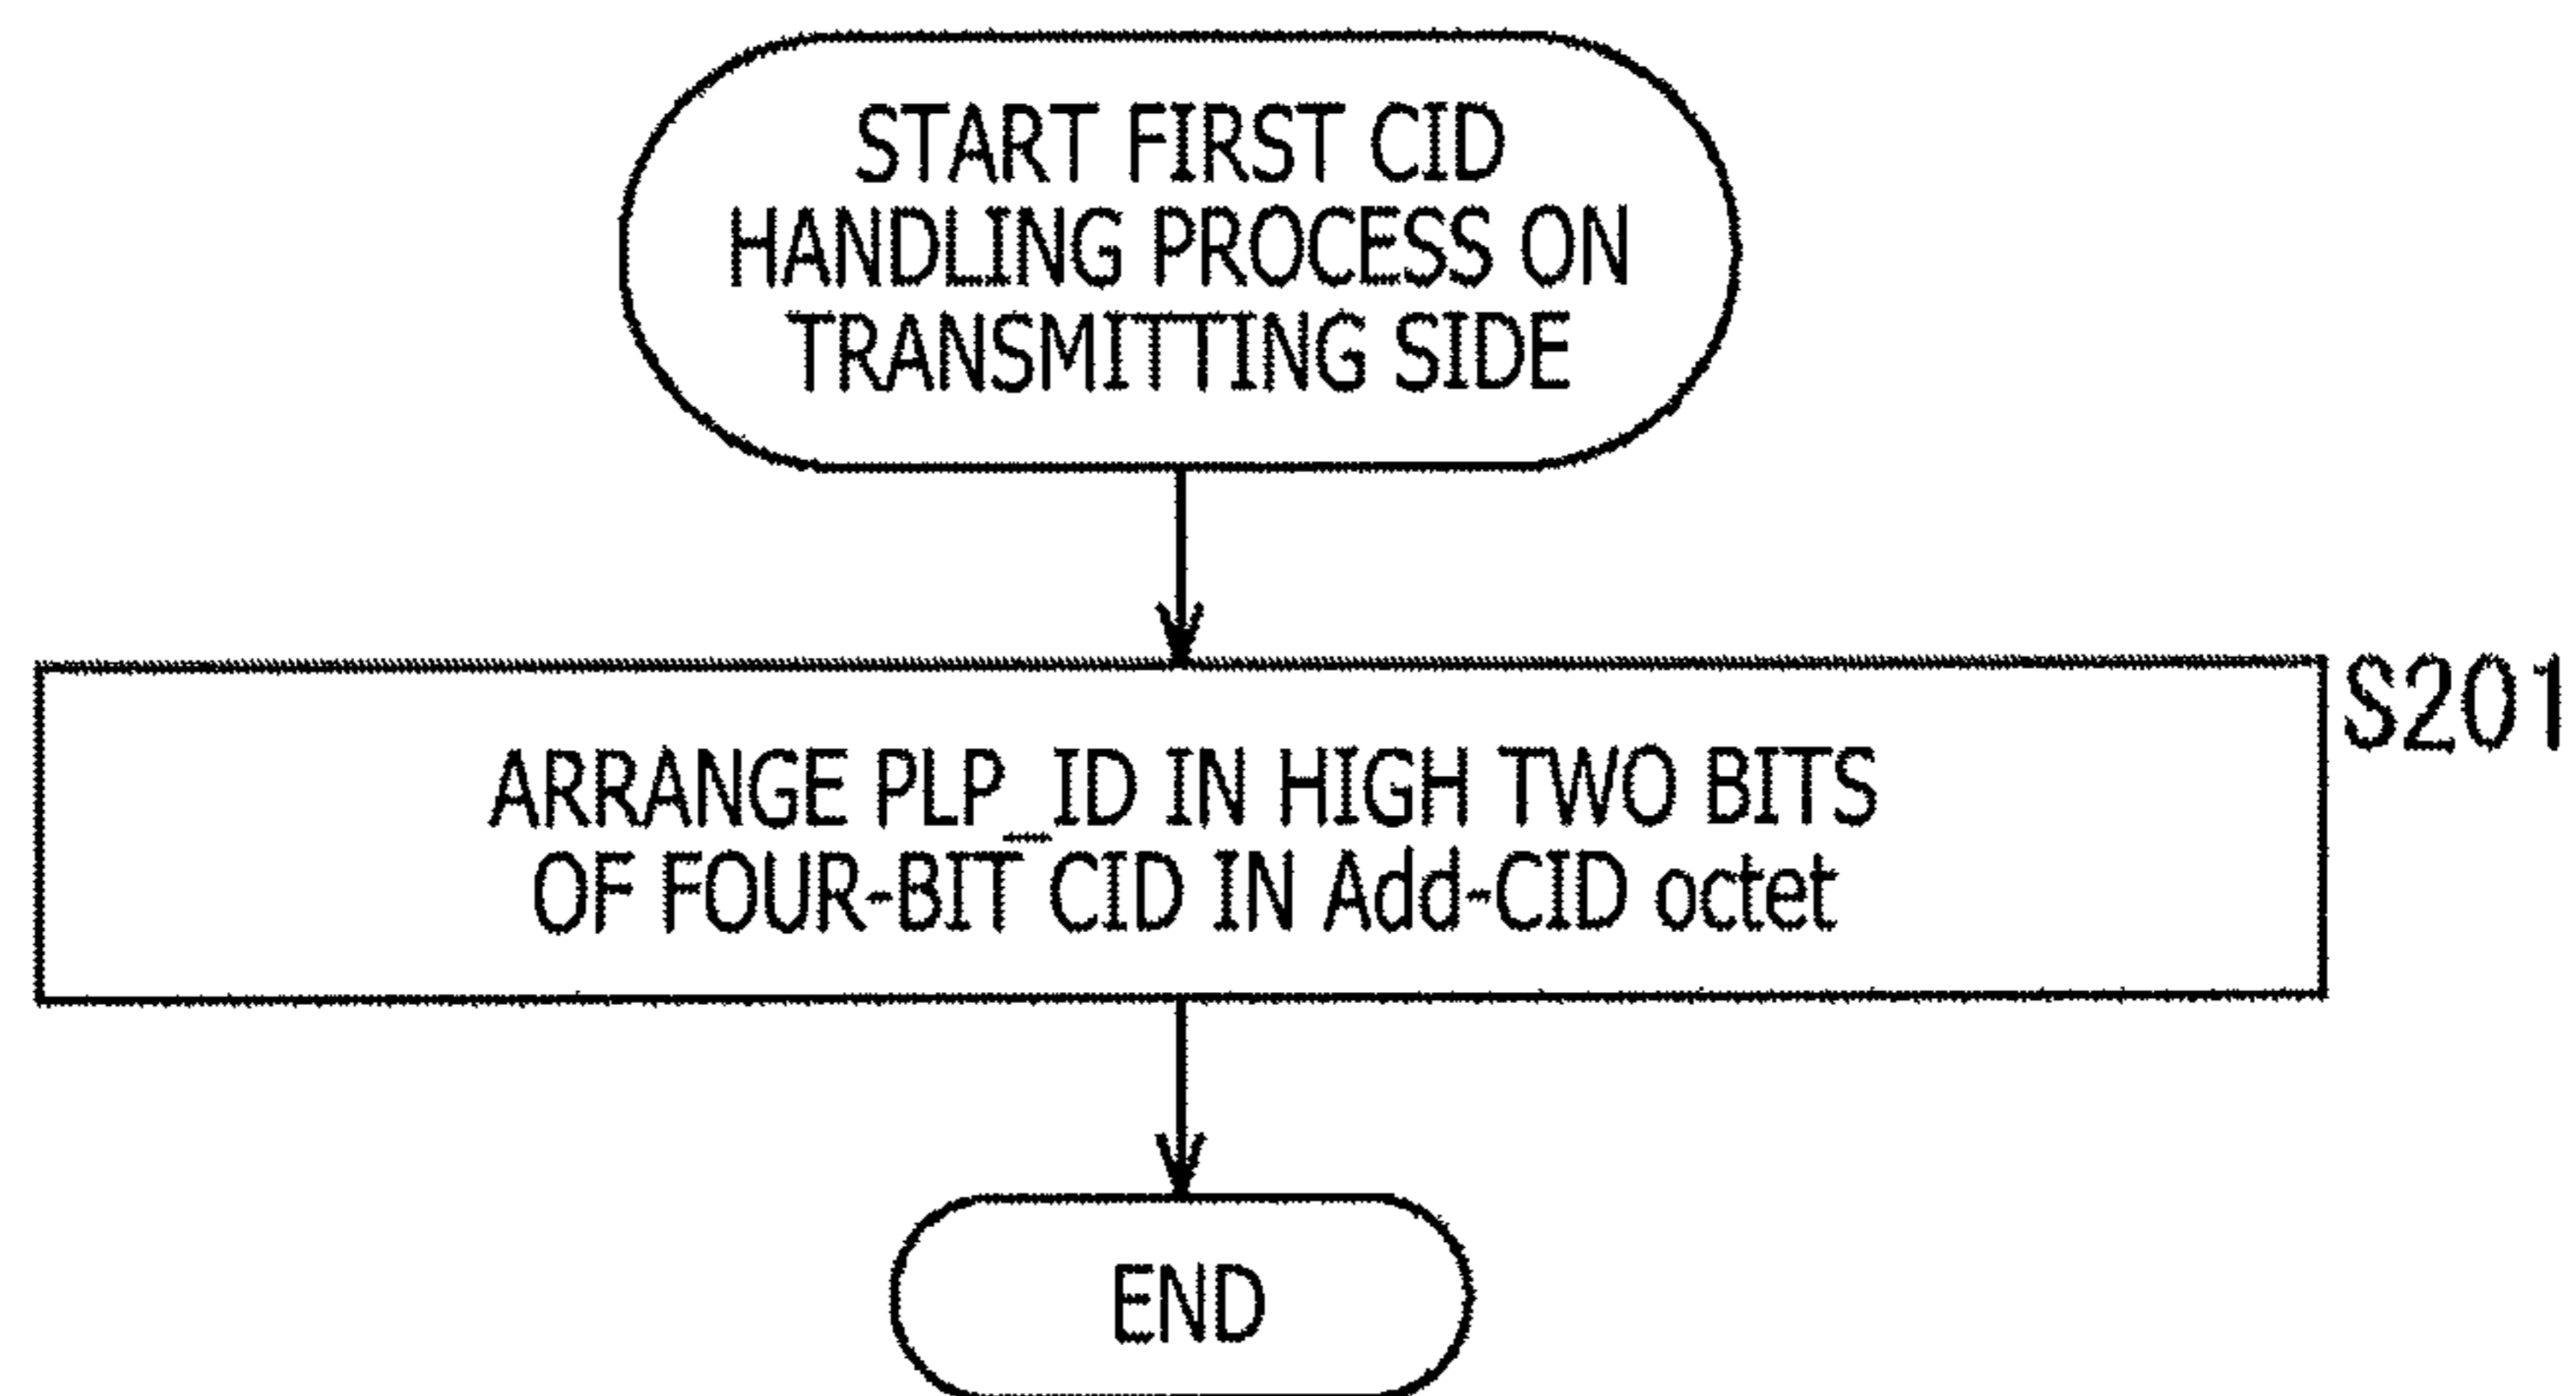 START FIRST CID
HANDLING PROCESS ON
TRANSMITTING SIDE
S201
ARRANGE PLP_ID IN HIGH TWO BITS
OF FOUR-BIT CID IN Add-CID octet
END